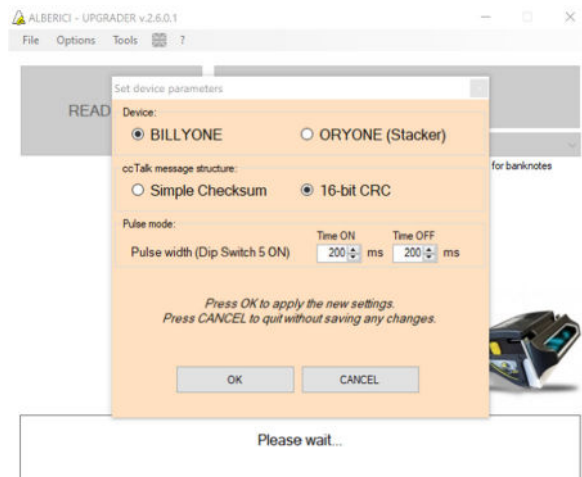 ALBERICI - UPGRADER v.2.6.0.1
File Options Tools ?
READ
Set device parameters
for banknotes
Device:
BILLYONE ORYONE (Stacker)
ccTalk message structure:
Simple Checksum 16-bit CRC
Pulse mode:
Time ON Time OFF
Pulse width (Dip Switch 5 ON) 200 ms 200 ms
Press OK to apply the new settings.
Press CANCEL to quit without saving any changes.
OK CANCEL
Please wait...